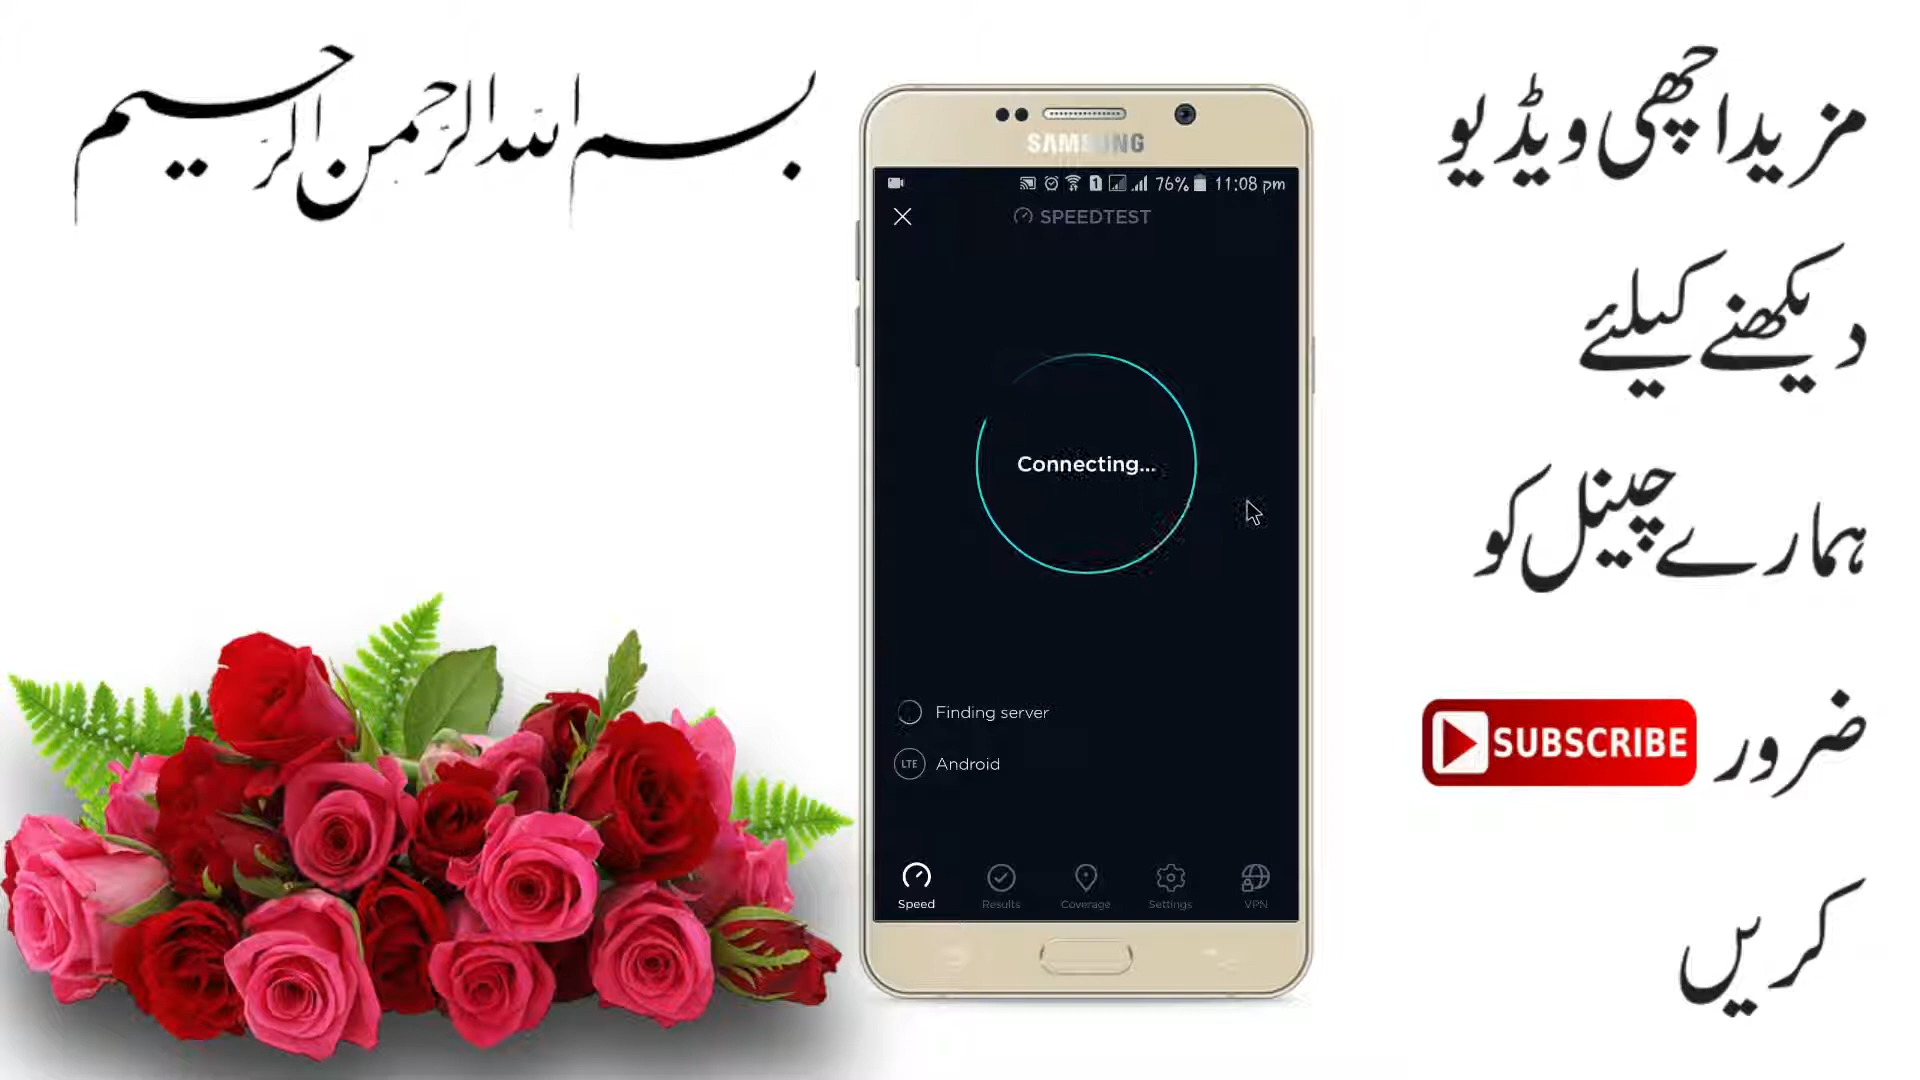 بسم اللہ الرحمن الرحیم
SAMSUNG
76% 11:08 pm
SPEEDTEST
Connecting...
Finding server
LTE Android
Speed Results Coverage Settings VPN
مزید اچھی ویڈیو
دیکھنے کیلئے
ہمارے چینل کو
ضرور SUBSCRIBE
کریں